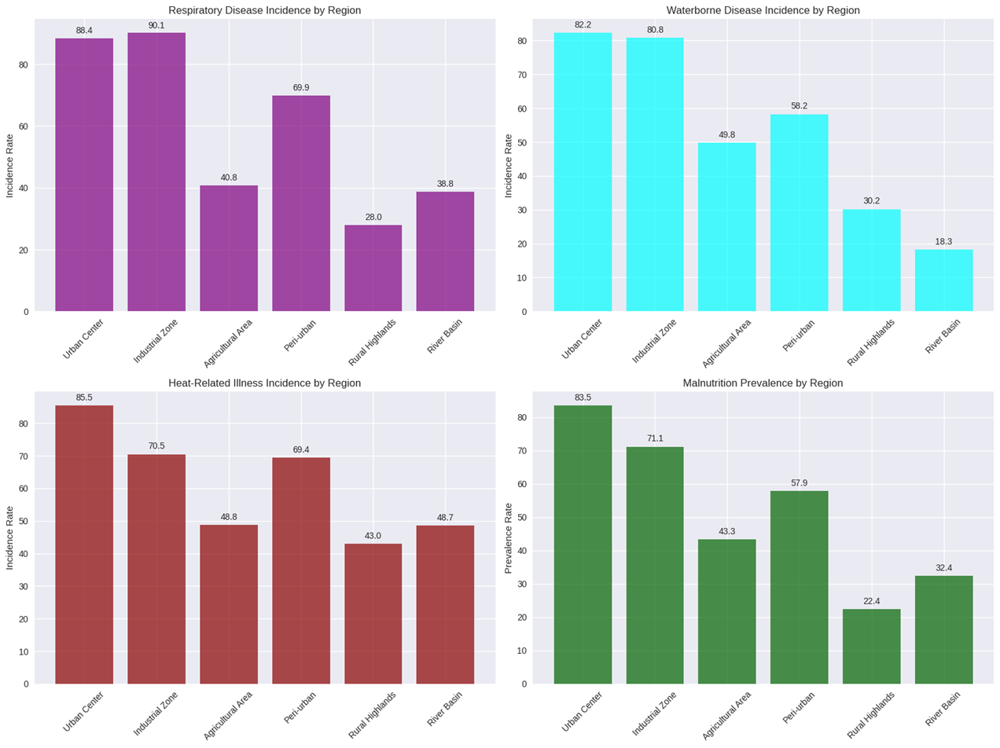 Respiratory Disease Incidence by Region
Incidence Rate
80
60
40
20
0
88.4
90.1
40.8
69.9
28.0
38.8
Urban Center
Industrial Zone
Agricultural Area
Peri-urban
Rural Highlands
River Basin
Waterborne Disease Incidence by Region
Incidence Rate
80
70
60
50
40
30
20
10
0
82.2
80.8
49.8
58.2
30.2
18.3
Urban Center
Industrial Zone
Agricultural Area
Peri-urban
Rural Highlands
River Basin
Heat-Related Illness Incidence by Region
Incidence Rate
80
70
60
50
40
30
20
10
0
85.5
70.5
48.8
69.4
43.0
48.7
Urban Center
Industrial Zone
Agricultural Area
Peri-urban
Rural Highlands
River Basin
Malnutrition Prevalence by Region
Prevalence Rate
80
70
60
50
40
30
20
10
0
83.5
71.1
43.3
57.9
22.4
32.4
Urban Center
Industrial Zone
Agricultural Area
Peri-urban
Rural Highlands
River Basin